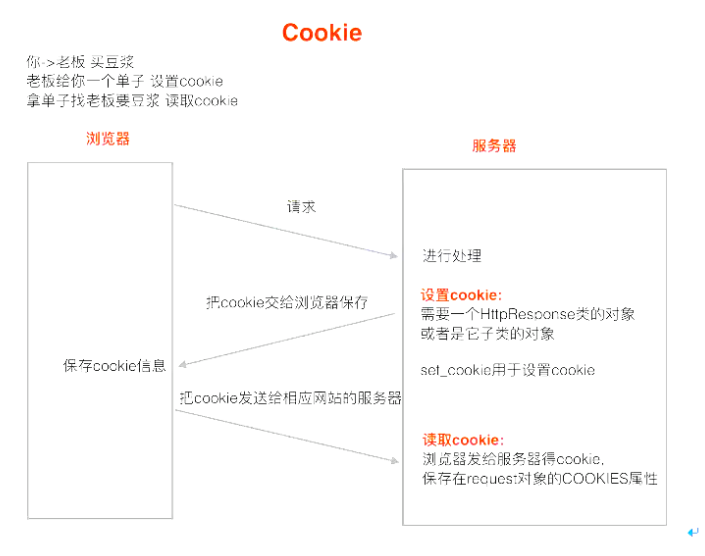 Cookie
你->老板 买豆浆
老板给你一个单子 设置cookie
拿单子找老板要豆浆 读取cookie
浏览器
服务器
请求
进行处理
把cookie交给浏览器保存
设置cookie:
需要一个HttpResponse类的对象
或者是它子类的对象
保存cookie信息
set_cookie用于设置cookie
把cookie发送给相应网站的服务器
读取cookie:
浏览器发给服务器得cookie,
保存在request对象的COOKIES属性